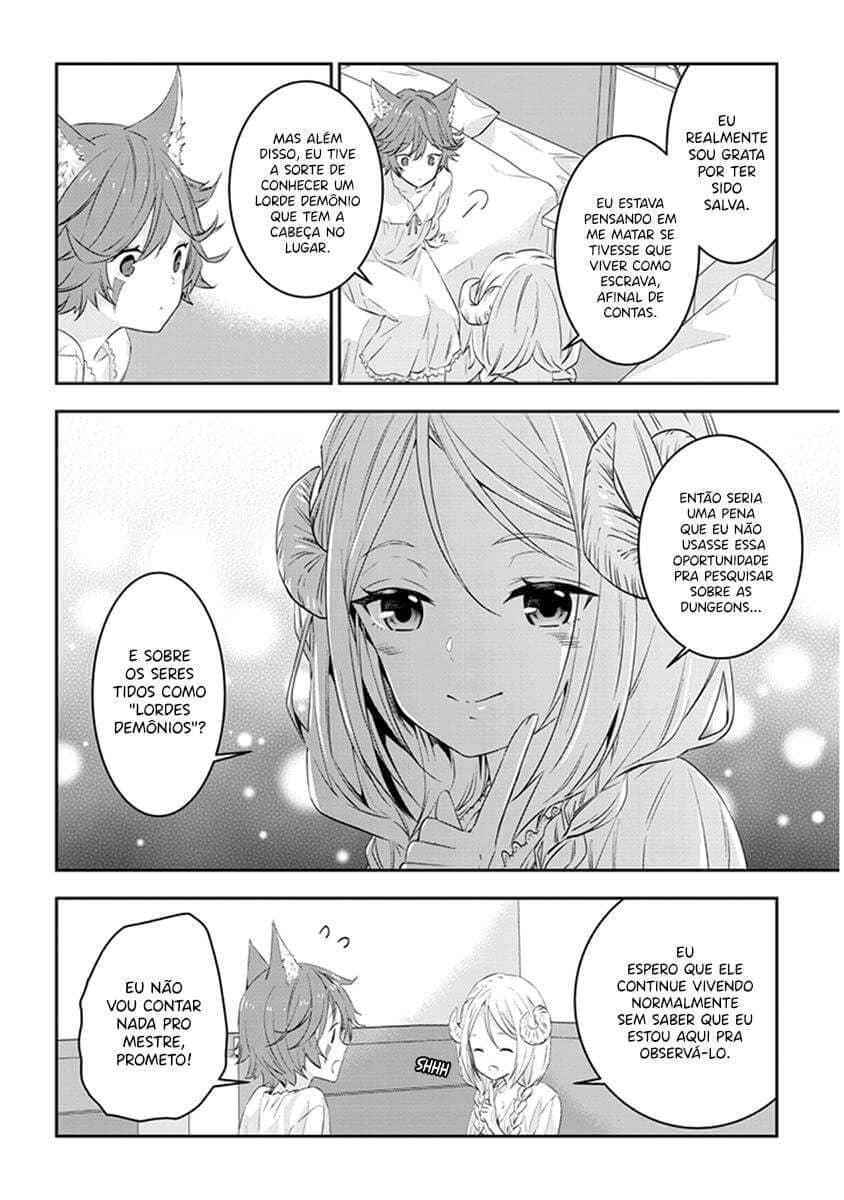 EU
REALMENTE
SOU GRATA
POR TER
SIDO
SALVA.
EU ESTAVA
PENSANDO EM
ME MATAR SE
TIVESSE QUE
VIVER COMO
ESCRAVA,
AFINAL DE
CONTAS.
MAS ALÉM
DISSO, EU TIVE
A SORTE DE
CONHECER UM
LORDE DEMÔNIO
QUE TEM A
CABEÇA NO
LUGAR.
ENTÃO SERIA
UMA PENA
QUE EU NÃO
USASSE ESSA
OPORTUNIDADE
PRA PESQUISAR
SOBRE AS
DUNGEONS...
E SOBRE
OS SERES
TIDOS COMO
"LORDES
DEMÔNIOS"?
EU
ESPERO QUE ELE
CONTINUE VIVENDO
NORMALMENTE
SEM SABER QUE EU
ESTOU AQUI PRA
OBSERVÁ-LO.
SHHH
EU NÃO
VOU CONTAR
NADA PRO
MESTRE,
PROMETO!